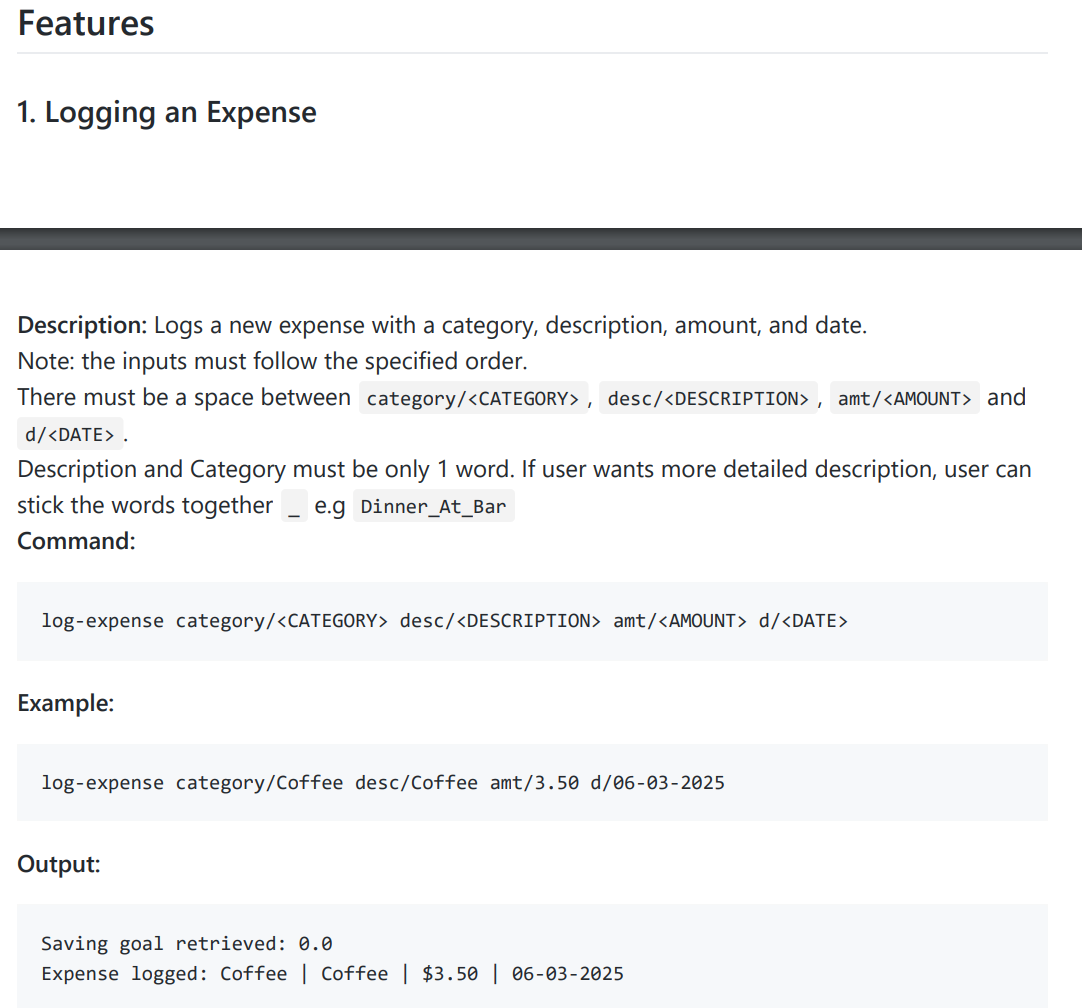 Features
1. Logging an Expense
Description: Logs a new expense with a category, description, amount, and date.
Note: the inputs must follow the specified order.
There must be a space between category/<CATEGORY> , desc/<DESCRIPTION> , amt/<AMOUNT> and
d/<DATE> .
Description and Category must be only 1 word. If user wants more detailed description, user can
stick the words together _ e.g Dinner_At_Bar
Command:
log-expense category/<CATEGORY> desc/<DESCRIPTION> amt/<AMOUNT> d/<DATE>
Example:
log-expense category/Coffee desc/Coffee amt/3.50 d/06-03-2025
Output:
Saving goal retrieved: 0.0
Expense logged: Coffee | Coffee | $3.50 | 06-03-2025